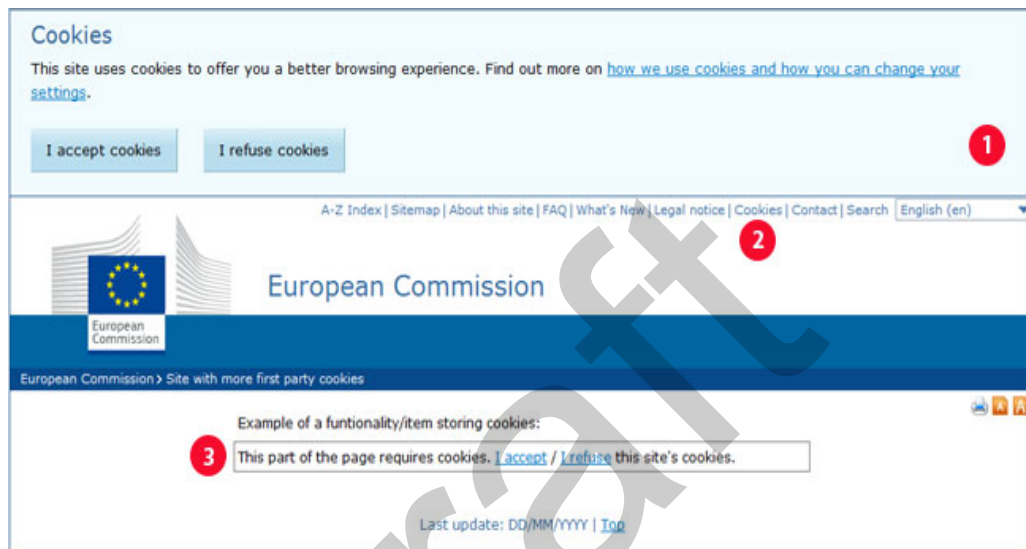 Cookies
This site uses cookies to offer you a better browsing experience. Find out more on how we use cookies and how you can change your
settings.
I accept cookies
I refuse cookies
1
A-Z Index | Sitemap | About this site | FAQ | What's New | Legal notice | Cookies | Contact | Search
English (en)
2
European Commission
European
Commission
European Commission > Site with more first party cookies
A A
Example of a funtionality/item storing cookies:
3
This part of the page requires cookies. I accept / I refuse this site's cookies.
Last update: DD/MM/YYYY | Top
raft